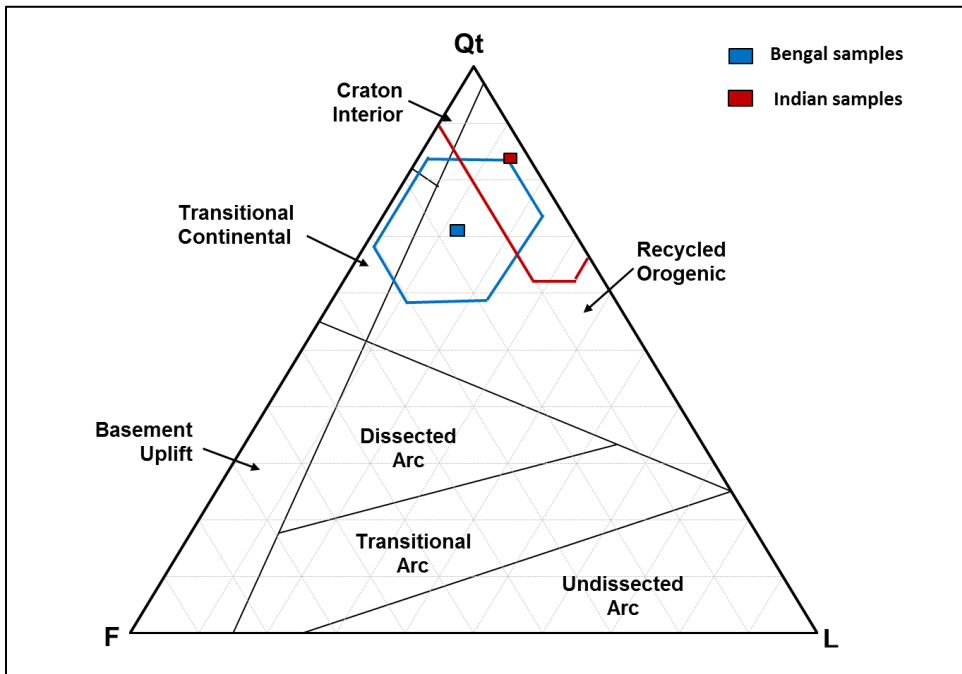 Qt
Bengal samples
Indian samples
Craton
Interior
Transitional
Continental
Recycled
Orogenic
Basement
Uplift
Dissected
Arc
Transitional
Arc
Undissected
Arc
F
L